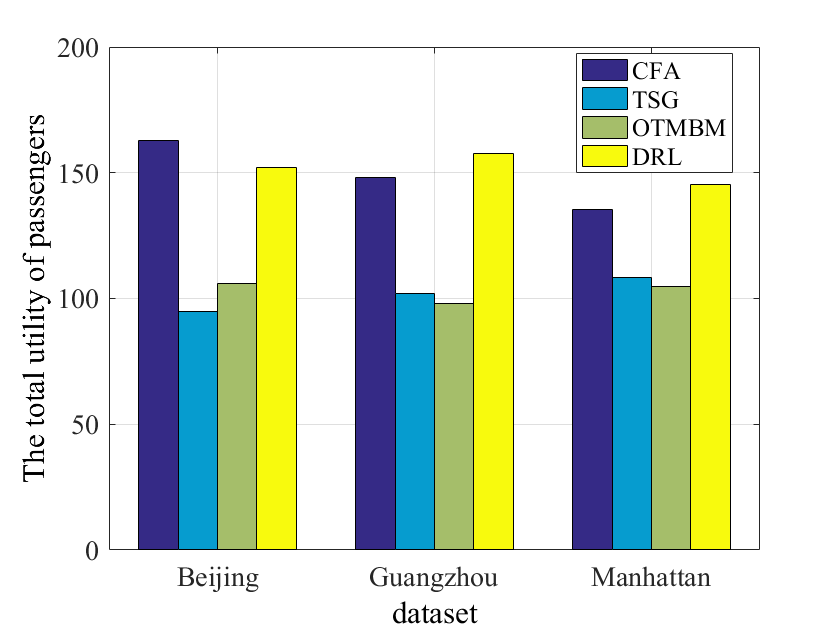 The total utility of passengers
200
150
100
50
0
CFA
TSG
OTMBM
DRL
Beijing
Guangzhou
Manhattan
dataset